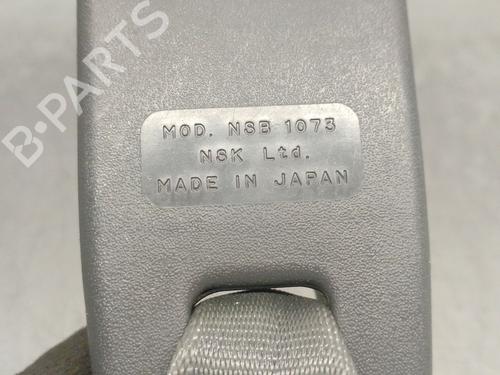 B-PARTS
MOD. NSB 1073
NSK Ltd.
MADE IN JAPAN